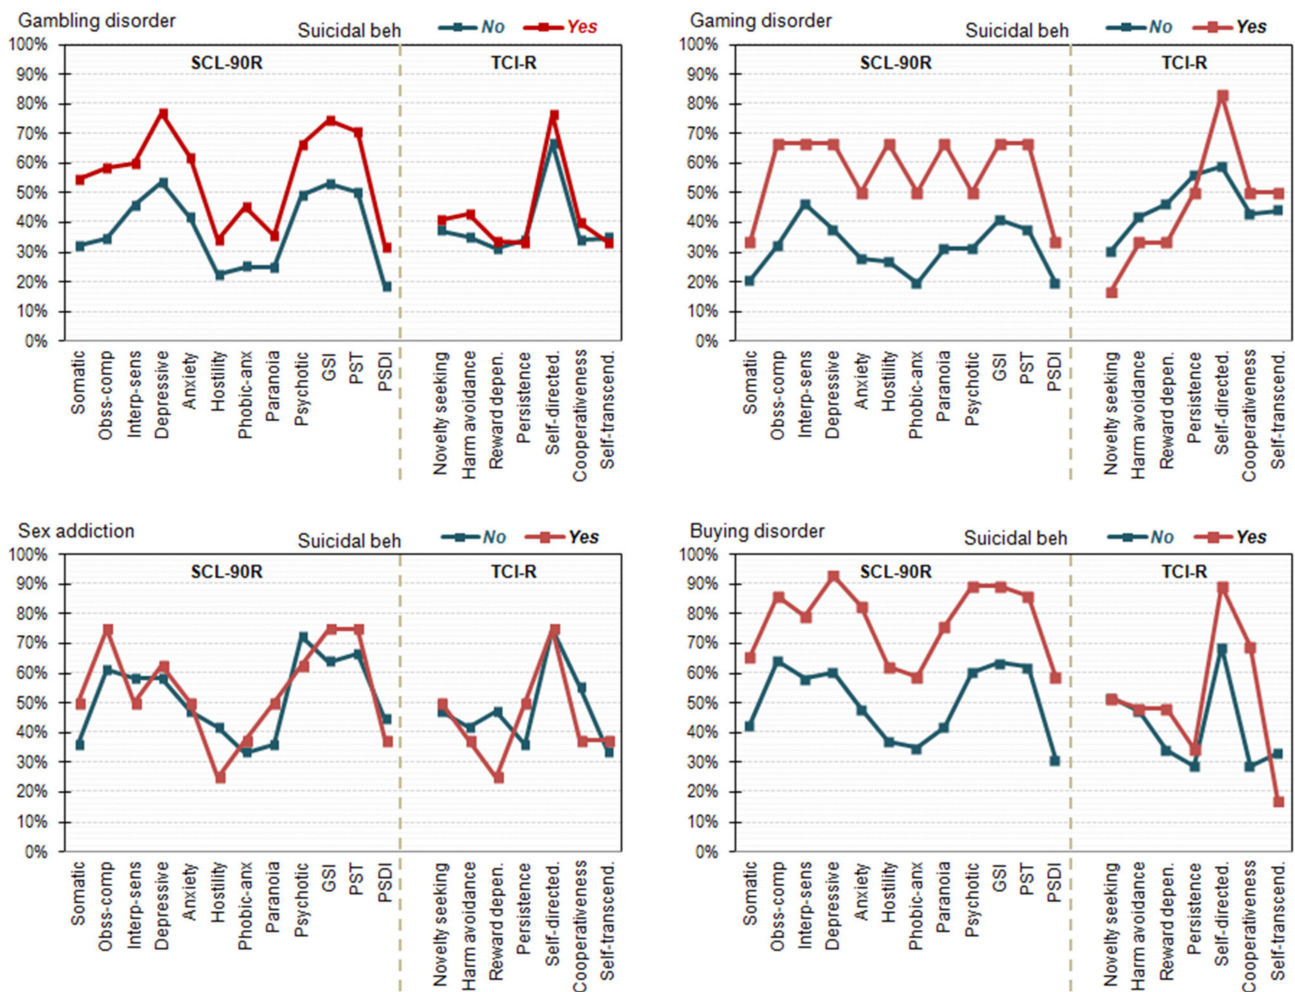 Gambling disorder
Suicidal beh No Yes
100%
90%
80%
70%
60%
50%
40%
30%
20%
10%
0%
SCL-90R
TCI-R
Somatic
Obss-comp
Interp-sens
Depressive
Anxiety
Hostility
Phobic-anx
Paranoia
Psychotic
GSI
PST
PSDI
Novelty seeking
Harm avoidance
Reward depen.
Persistence
Self-directed.
Cooperativeness
Self-transcend.
Gaming disorder
Suicidal beh No Yes
100%
90%
80%
70%
60%
50%
40%
30%
20%
10%
0%
SCL-90R
TCI-R
Somatic
Obss-comp
Interp-sens
Depressive
Anxiety
Hostility
Phobic-anx
Paranoia
Psychotic
GSI
PST
PSDI
Novelty seeking
Harm avoidance
Reward depen.
Persistence
Self-directed.
Cooperativeness
Self-transcend.
Sex addiction
Suicidal beh No Yes
100%
90%
80%
70%
60%
50%
40%
30%
20%
10%
0%
SCL-90R
TCI-R
Somatic
Obss-comp
Interp-sens
Depressive
Anxiety
Hostility
Phobic-anx
Paranoia
Psychotic
GSI
PST
PSDI
Novelty seeking
Harm avoidance
Reward depen.
Persistence
Self-directed.
Cooperativeness
Self-transcend.
Buying disorder
Suicidal beh No Yes
100%
90%
80%
70%
60%
50%
40%
30%
20%
10%
0%
SCL-90R
TCI-R
Somatic
Obss-comp
Interp-sens
Depressive
Anxiety
Hostility
Phobic-anx
Paranoia
Psychotic
GSI
PST
PSDI
Novelty seeking
Harm avoidance
Reward depen.
Persistence
Self-directed.
Cooperativeness
Self-transcend.